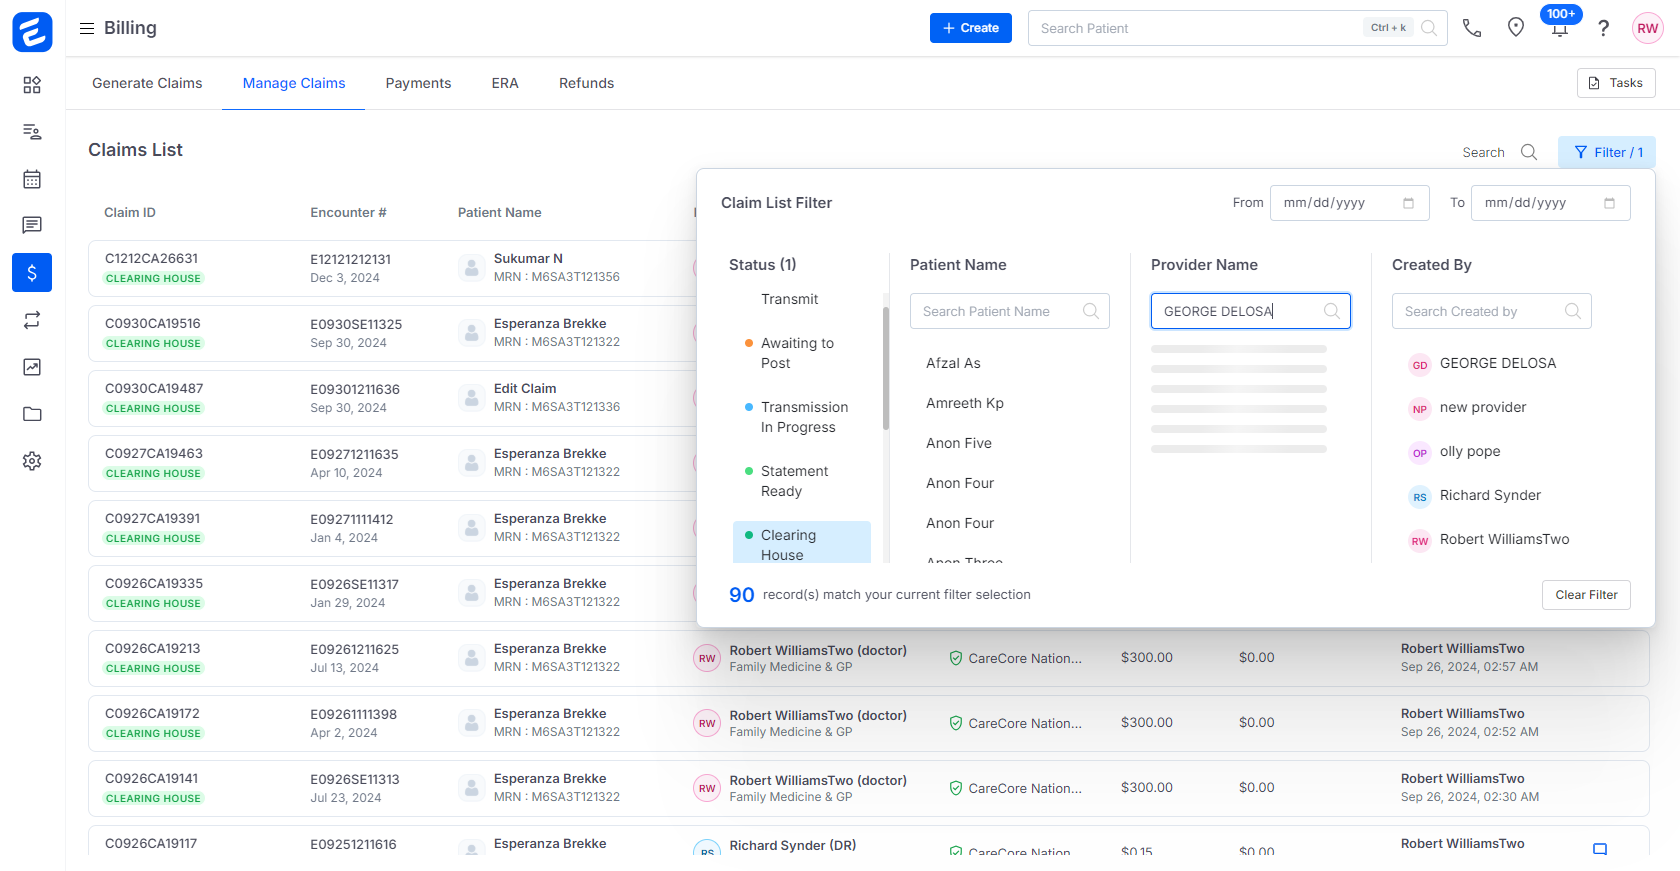 Billing
+ Create
Search Patient
Ctrl + k
100+
?
RW
Generate Claims
Manage Claims
Payments
ERA
Refunds
Tasks
Claims List
Search
Filter / 1
Claim ID
Encounter #
Patient Name
Claim List Filter
From
mm/dd/yyyy
To
mm/dd/yyyy
Status (1)
Transmit
Awaiting to
Post
Transmission
In Progress
Statement
Ready
Clearing
House
Patient Name
Search Patient Name
Afzal As
Amreeth Kp
Anon Five
Anon Four
Anon Four
Anon Three
Provider Name
GEORGE DELOSA
Created By
Search Created by
GD GEORGE DELOSA
NP new provider
OP olly pope
RS Richard Synder
RW Robert WilliamsTwo
90 record(s) match your current filter selection
Clear Filter
C1212CA26631
CLEARING HOUSE
E12121212131
Dec 3, 2024
Sukumar N
MRN : M6SA3T121356
C0930CA19516
CLEARING HOUSE
E0930SE11325
Sep 30, 2024
Esperanza Brekke
MRN : M6SA3T121322
C0930CA19487
CLEARING HOUSE
E09301211636
Sep 30, 2024
Edit Claim
MRN : M6SA3T121336
C0927CA19463
CLEARING HOUSE
E09271211635
Apr 10, 2024
Esperanza Brekke
MRN : M6SA3T121322
C0927CA19391
CLEARING HOUSE
E09271111412
Jan 4, 2024
Esperanza Brekke
MRN : M6SA3T121322
C0926CA19335
CLEARING HOUSE
E0926SE11317
Jan 29, 2024
Esperanza Brekke
MRN : M6SA3T121322
C0926CA19213
CLEARING HOUSE
E09261211625
Jul 13, 2024
Esperanza Brekke
MRN : M6SA3T121322
RW
Robert WilliamsTwo (doctor)
Family Medicine & GP
CareCore Nation...
$300.00
$0.00
Robert WilliamsTwo
Sep 26, 2024, 02:57 AM
C0926CA19172
CLEARING HOUSE
E09261111398
Apr 2, 2024
Esperanza Brekke
MRN : M6SA3T121322
RW
Robert WilliamsTwo (doctor)
Family Medicine & GP
CareCore Nation...
$300.00
$0.00
Robert WilliamsTwo
Sep 26, 2024, 02:52 AM
C0926CA19141
CLEARING HOUSE
E0926SE11313
Jul 23, 2024
Esperanza Brekke
MRN : M6SA3T121322
RW
Robert WilliamsTwo (doctor)
Family Medicine & GP
CareCore Nation...
$300.00
$0.00
Robert WilliamsTwo
Sep 26, 2024, 02:30 AM
C0926CA19117
E09251211616
Esperanza Brekke
RS
Richard Synder (DR)
CareCore Nation
$0.15
$0.00
Robert WilliamsTwo